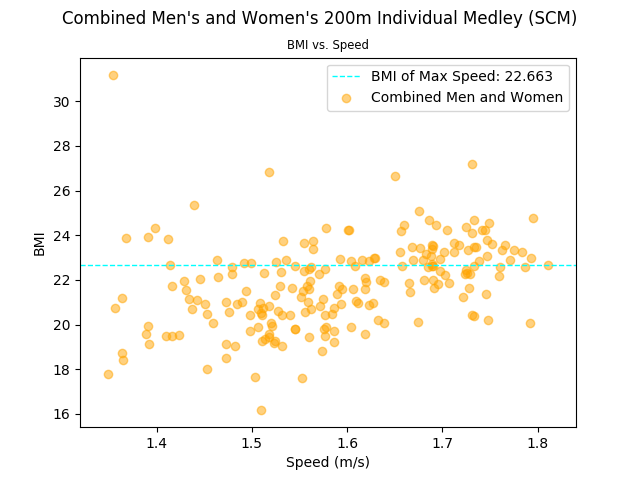 Combined Men's and Women's 200m Individual Medley (SCM)
BMI vs. Speed
BMI of Max Speed: 22.663
Combined Men and Women
BMI
30
28
26
24
22
20
18
16
1.4 1.5 1.6 1.7 1.8
Speed (m/s)